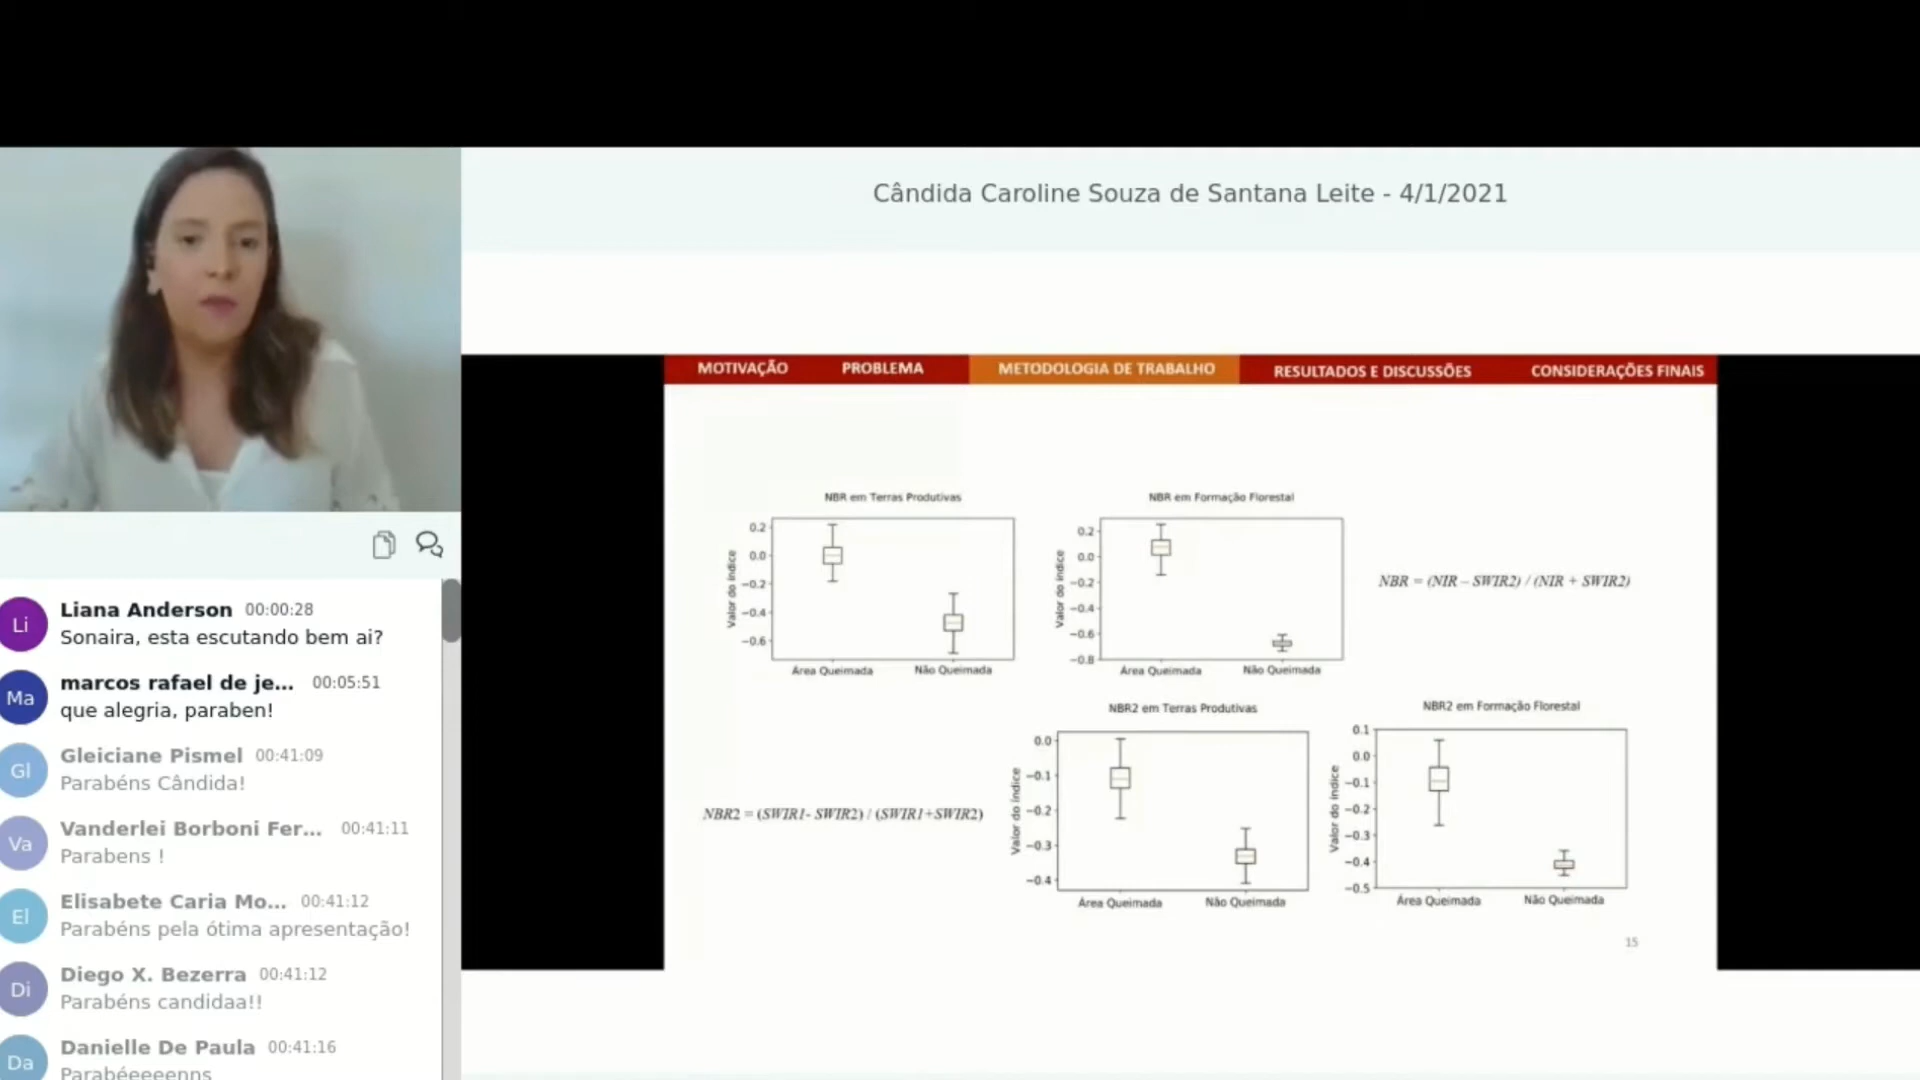 Cândida Caroline Souza de Santana Leite - 4/1/2021
Li
Liana Anderson 00:00:28
Sonaira, esta escutando bem ai?
Ma
marcos rafael de je... 00:05:51
que alegria, paraben!
Gl
Gleiciane Pismel 00:41:09
Parabéns Cândida!
Va
Vanderlei Borboni Fer... 00:41:11
Parabens !
El
Elisabete Caria Mo... 00:41:12
Parabéns pela ótima apresentação!
Di
Diego X. Bezerra 00:41:12
Parabéns candidaa!!
Da
Danielle De Paula 00:41:16
Parabéeeeenns
MOTIVAÇÃO PROBLEMA METODOLOGIA DE TRABALHO RESULTADOS E DISCUSSÕES CONSIDERAÇÕES FINAIS
NBR em Terras Produtivas
Valor do índice
0.2
0.0
−0.2
−0.4
−0.6
Área Queimada Não Queimada
NBR em Formação Florestal
Valor do índice
0.2
0.0
−0.2
−0.4
−0.6
−0.8
Área Queimada Não Queimada
NBR = (NIR – SWIR2) / (NIR + SWIR2)
NBR2 = (SWIR1- SWIR2) / (SWIR1+SWIR2)
NBR2 em Terras Produtivas
Valor do índice
0.0
−0.1
−0.2
−0.3
−0.4
Área Queimada Não Queimada
NBR2 em Formação Florestal
Valor do índice
0.1
0.0
−0.1
−0.2
−0.3
−0.4
−0.5
Área Queimada Não Queimada
15